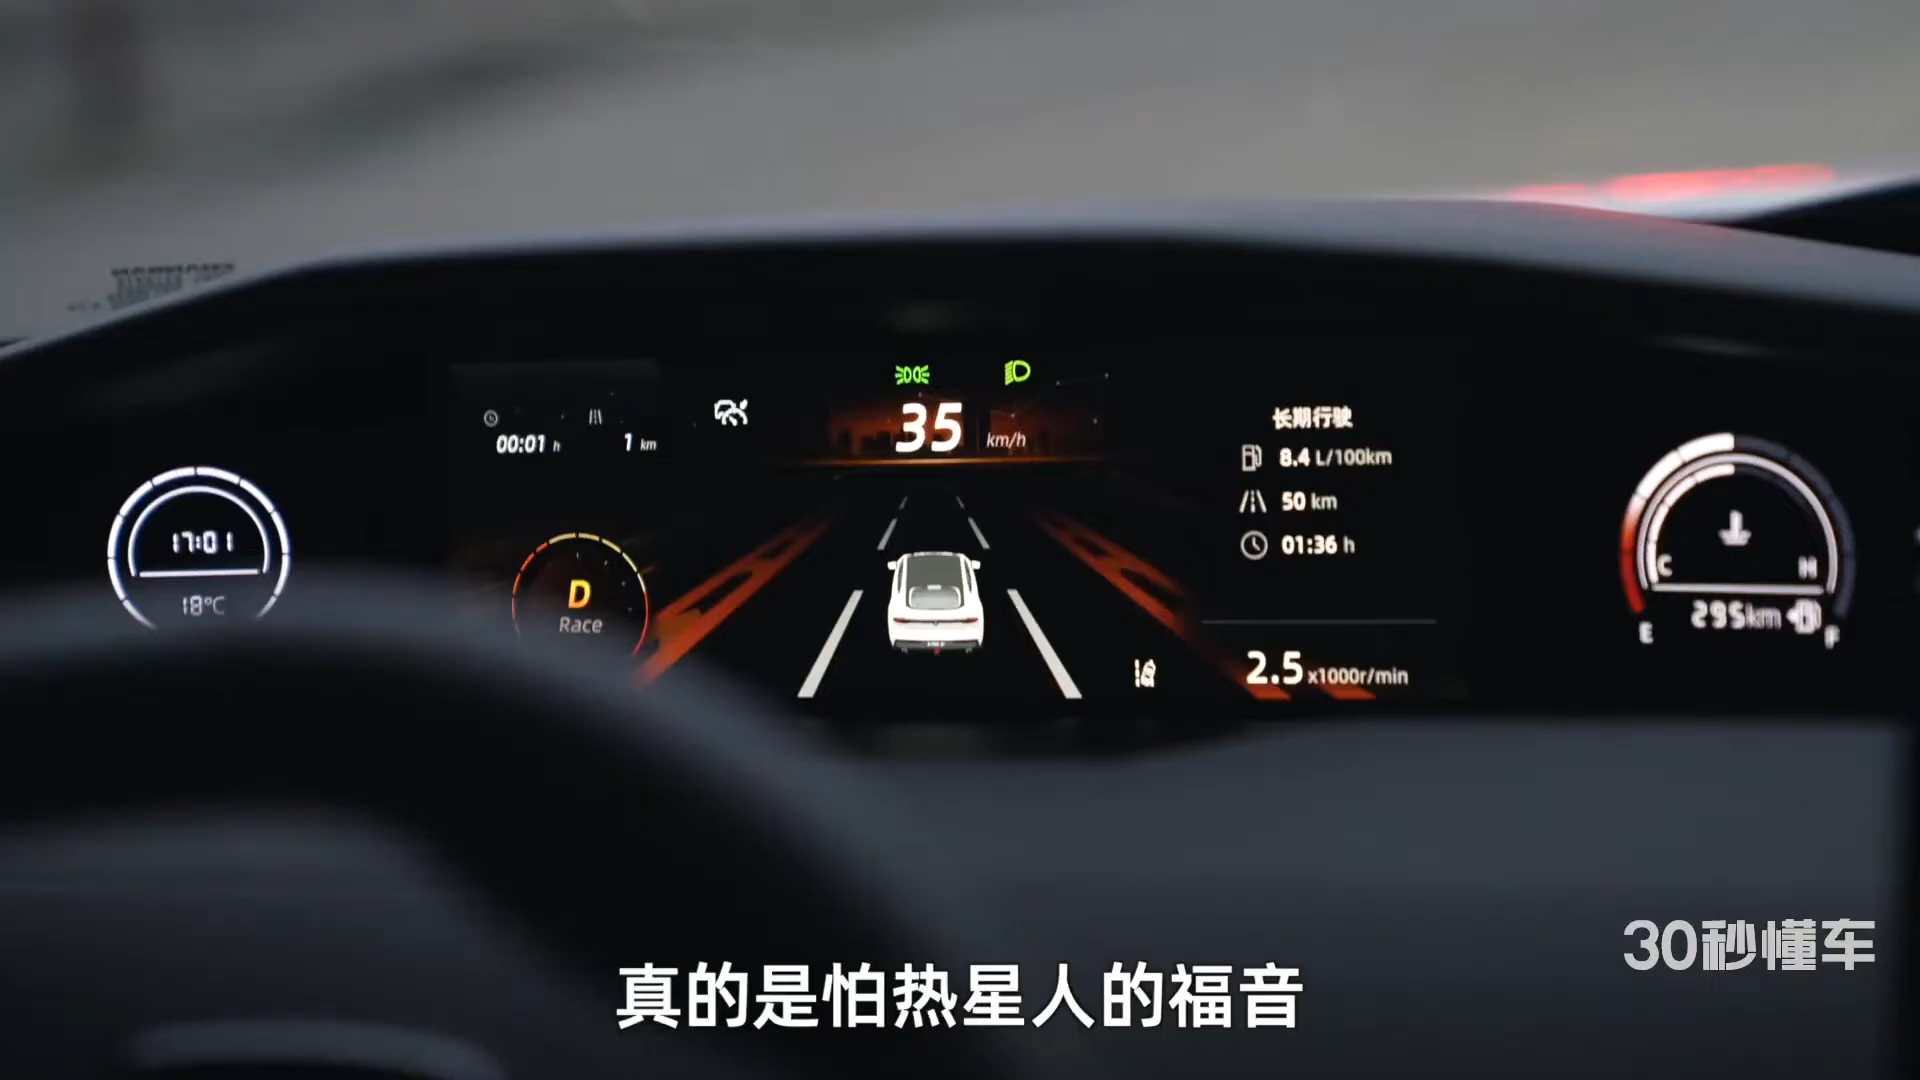 00:01 h
1 km
35 km/h
17:01
18°C
D
Race
长期行驶
8.4 L/100km
50 km
01:36 h
2.5 x1000r/min
C
H
295km
E
F
30秒懂车
真的是怕热星人的福音